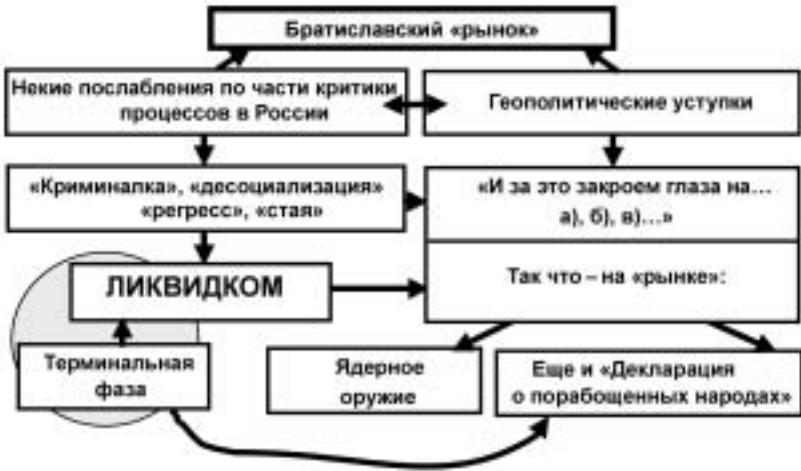 Братиславский «рынок»
Некие послабления по части критики
процессов в России
Геополитические уступки
«Криминалка», «десоциализация»
«регресс», «стая»
«И за это закроем глаза на...
а), б), в)...»
ЛИКВИДКОМ
Так что – на «рынке»:
Терминальная
фаза
Ядерное
оружие
Еще и «Декларация
о порабощенных народах»